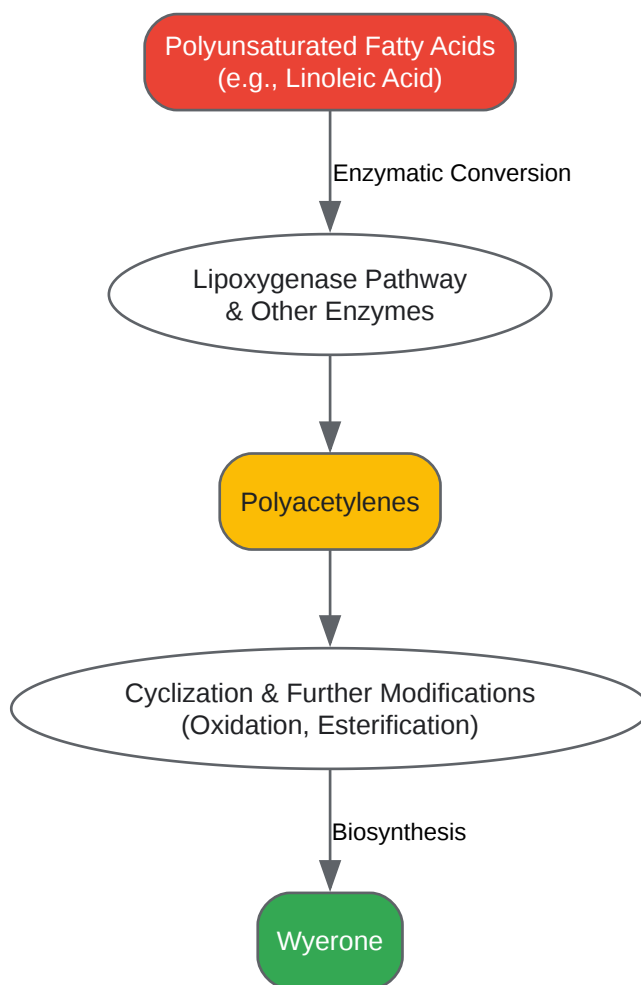 Polyunsaturated Fatty Acids
(e.g., Linoleic Acid)
Enzymatic Conversion
Lipoxygenase Pathway
& Other Enzymes
Polyacetylenes
Cyclization & Further Modifications
(Oxidation, Esterification)
Biosynthesis
Wyerone